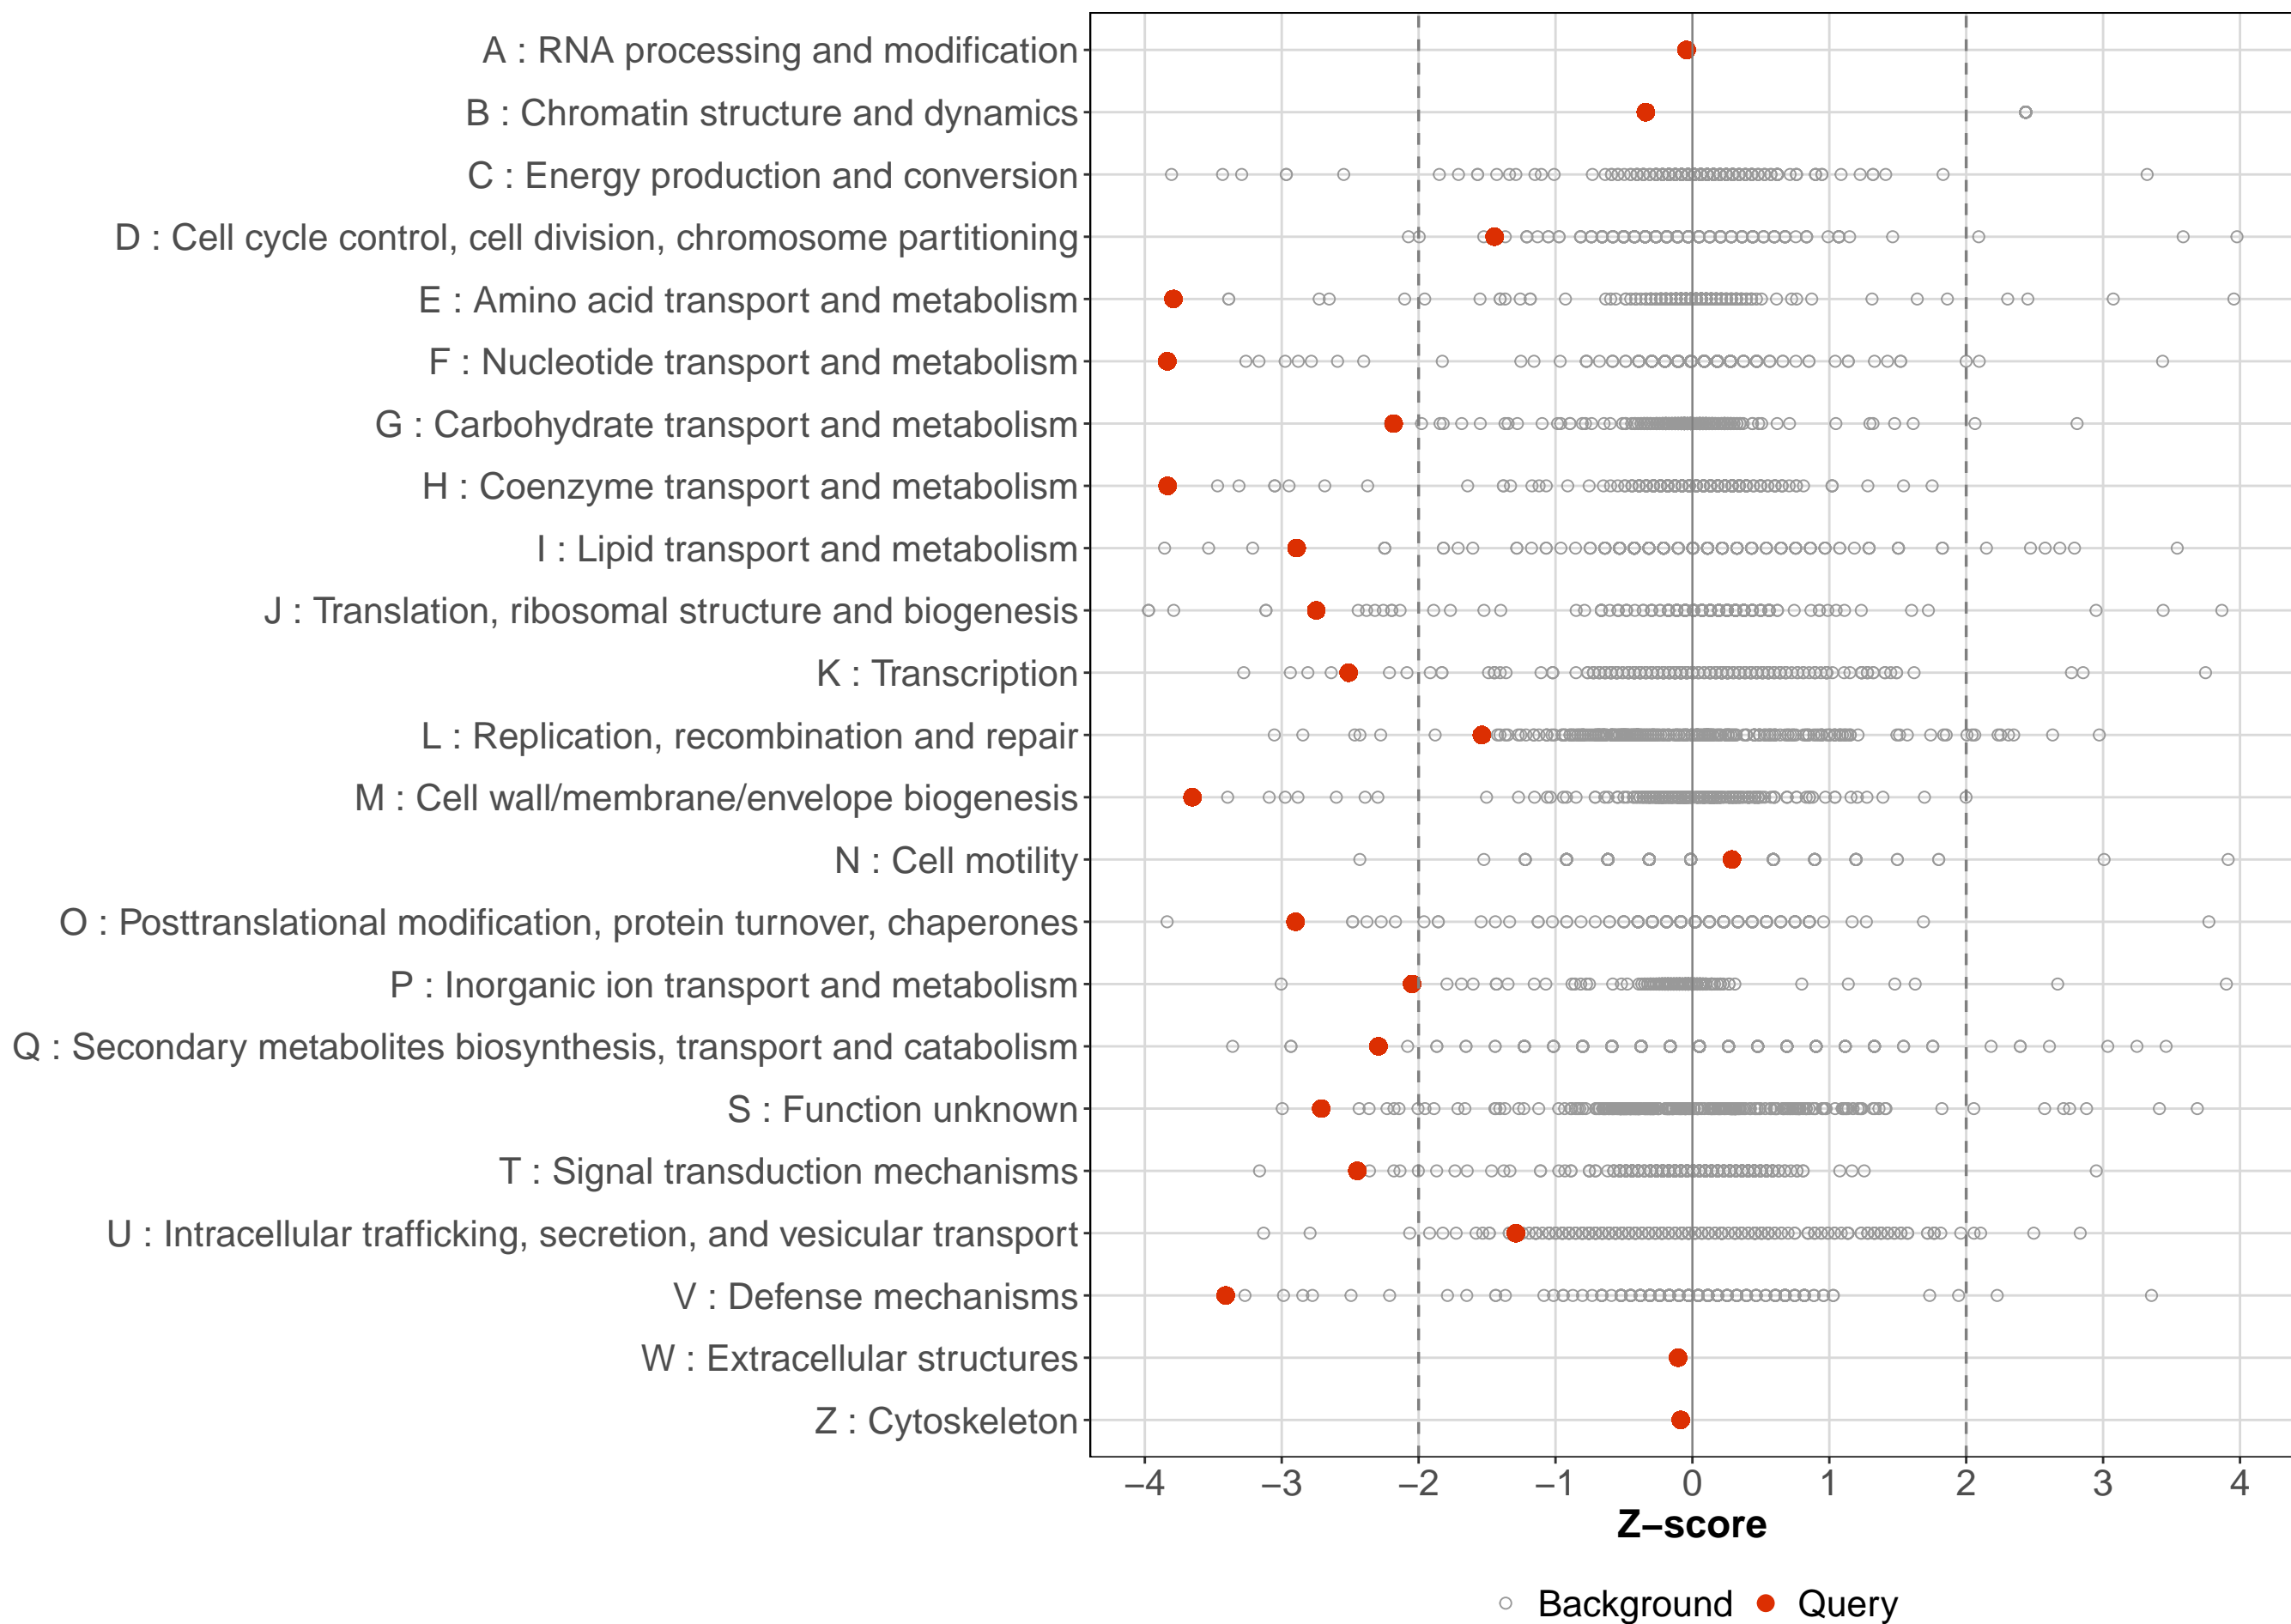 A : RNA processing and modification
B : Chromatin structure and dynamics
C : Energy production and conversion
D : Cell cycle control, cell division, chromosome partitioning
E : Amino acid transport and metabolism
F : Nucleotide transport and metabolism
G : Carbohydrate transport and metabolism
H : Coenzyme transport and metabolism
I : Lipid transport and metabolism
J : Translation, ribosomal structure and biogenesis
K : Transcription
L : Replication, recombination and repair
M : Cell wall/membrane/envelope biogenesis
N : Cell motility
O : Posttranslational modification, protein turnover, chaperones
P : Inorganic ion transport and metabolism
Q : Secondary metabolites biosynthesis, transport and catabolism
S : Function unknown
T : Signal transduction mechanisms
U : Intracellular trafficking, secretion, and vesicular transport
V : Defense mechanisms
W : Extracellular structures
Z : Cytoskeleton
−4 −3 −2 −1 0 1 2 3 4
Z−score
Background Query